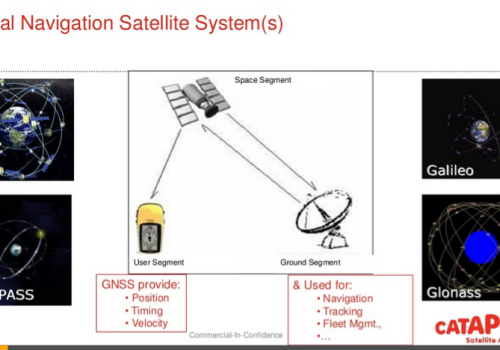 al Navigation Satellite System(s)
Space Segment
Galileo
User Segment
Ground Segment
PASS
Glonass
GNSS provide:
• Position
• Timing
• Velocity
& Used for:
• Navigation
• Tracking
• Fleet Mgmt.,
•…
Commercial-In-Confidence
CATAP
Satellite A